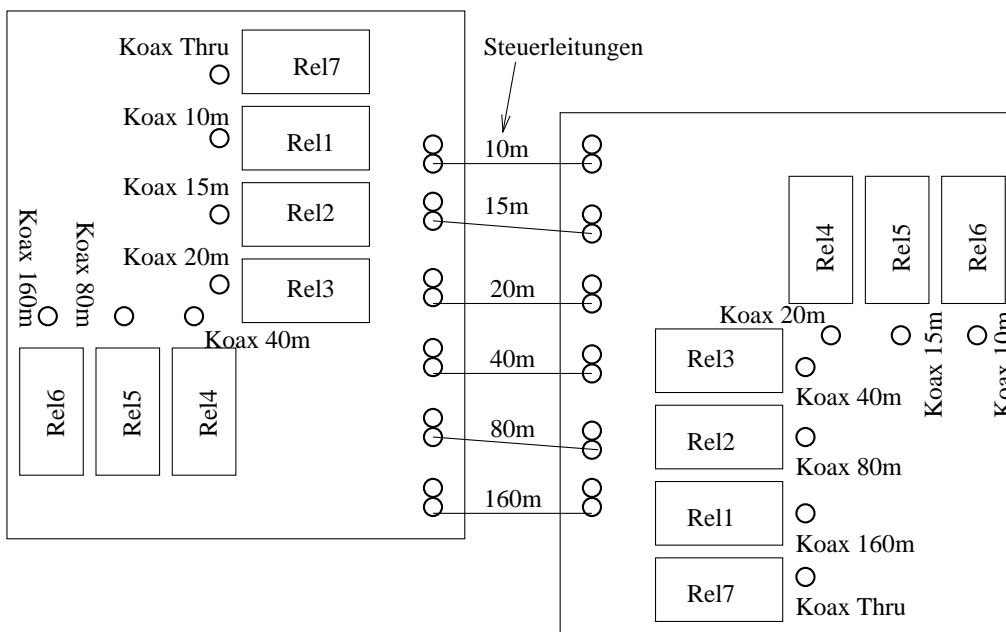 Koax Thru
Rel7
Koax 10m
Rel1
Koax 15m
Rel2
Koax 20m
Rel3
Koax 160m
Koax 80m
Koax 40m
Rel6
Rel5
Rel4
Steuerleitungen
10m
15m
20m
40m
80m
160m
Rel4
Rel5
Rel6
Koax 20m
Koax 15m
Koax 10m
Rel3
Koax 40m
Rel2
Koax 80m
Rel1
Koax 160m
Rel7
Koax Thru